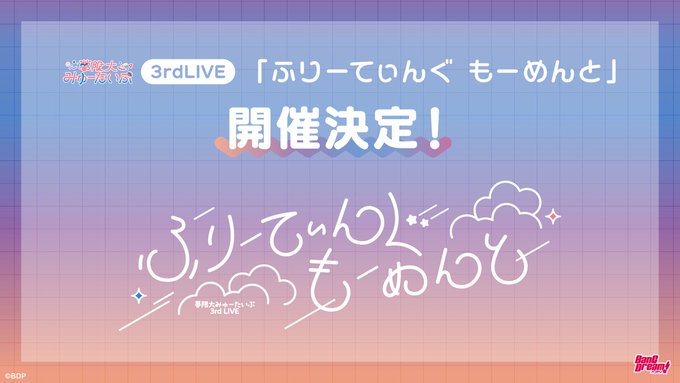 夢限大みゅーたいぷ 3rdLIVE 「ふりーてぃんぐ もーめんと」
開催決定！
ふりーてぃんぐ
もーめんと
夢限大みゅーたいぷ
3rd LIVE
©BDP
BanG Dream!